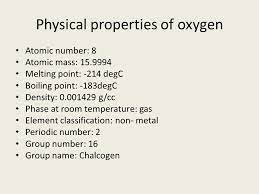 Physical properties of oxygen
• Atomic number: 8
• Atomic mass: 15.9994
• Melting point: -214 degC
• Boiling point: -183degC
• Density: 0.001429 g/cc
• Phase at room temperature: gas
• Element classification: non- metal
• Periodic number: 2
• Group number: 16
• Group name: Chalcogen